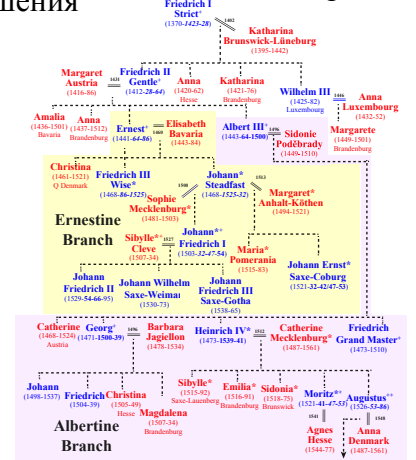 шения
Friedrich I
Strict⁺
(1370-1423-28)
1402
Katharina
Brunswick-Lüneburg
(1395-1442)
Margaret
Austria
(1416-86)
1431
Friedrich II
Gentle⁺
(1412-28-64)
Anna
(1420-62)
Hesse
Katharina
(1421-76)
Brandenburg
Wilhelm III
(1425-82)
Luxembourg
1446
Anna
Luxembourg
(1432-52)
Amalia
(1436-1501)
Bavaria
Anna
(1437-1512)
Brandenburg
Ernest⁺
(1441-64-86)
1460
Elisabeth
Bavaria
(1443-84)
Albert III⁺
(1443-64-1500)
1496
Sidonie
Poděbrady
(1449-1510)
Margarete
(1449-1501)
Brandenburg
Christina
(1461-1521)
Q Denmark
Friedrich III
Wise*
(1468-86-1525)
Johann*
Steadfast
(1468-1525-32)
1500
Sophie
Mecklenburg*
(1481-1503)
1513
Margaret*
Anhalt-Köthen
(1494-1521)
Ernestine
Branch
Sibylle*⁺
Cleve
(1507-34)
1527
Johann*⁺
Friedrich I
(1503-32-47-54)
Maria*
Pomerania
(1515-83)
Johann Ernst*
Saxe-Coburg
(1521-32-42/47-53)
Johann
Friedrich II
(1529-54-66-95)
Johann Wilhelm
Saxe-Weimar
(1530-73)
Johann
Friedrich III
Saxe-Gotha
(1538-65)
Catherine
(1468-1524)
Austria
Georg⁺
(1471-1500-39)
1496
Barbara
Jagiellon
(1478-1534)
Heinrich IV*
(1473-1539-41)
1512
Catherine
Mecklenburg*
(1487-1561)
Friedrich
Grand Master⁺
(1473-1510)
Johann
(1498-1537)
Friedrich
(1504-39)
Christina
(1505-49)
Hesse
Magdalena
(1507-34)
Brandenburg
Sibylle*
(1515-92)
Saxe-Lauenberg
Emilia*
(1516-91)
Brandenburg
Sidonia*
(1518-75)
Brunswick
Moritz*⁺
(1521-41-47-53)
Augustus*⁺
(1526-53-86)
1541
Agnes
Hesse
(1544-77)
1548
Anna
Denmark
(1487-1561)
Albertine
Branch